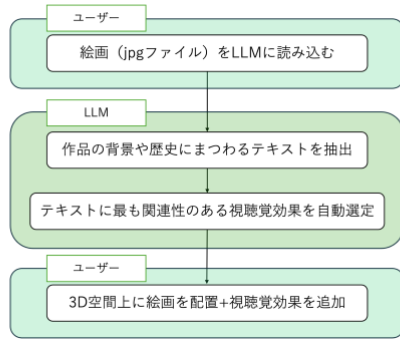 ユーザー
絵画（jpgファイル）をLLMに読み込む
LLM
作品の背景や歴史にまつわるテキストを抽出
テキストに最も関連性のある視聴覚効果を自動選定
ユーザー
3D空間上に絵画を配置+視聴覚効果を追加